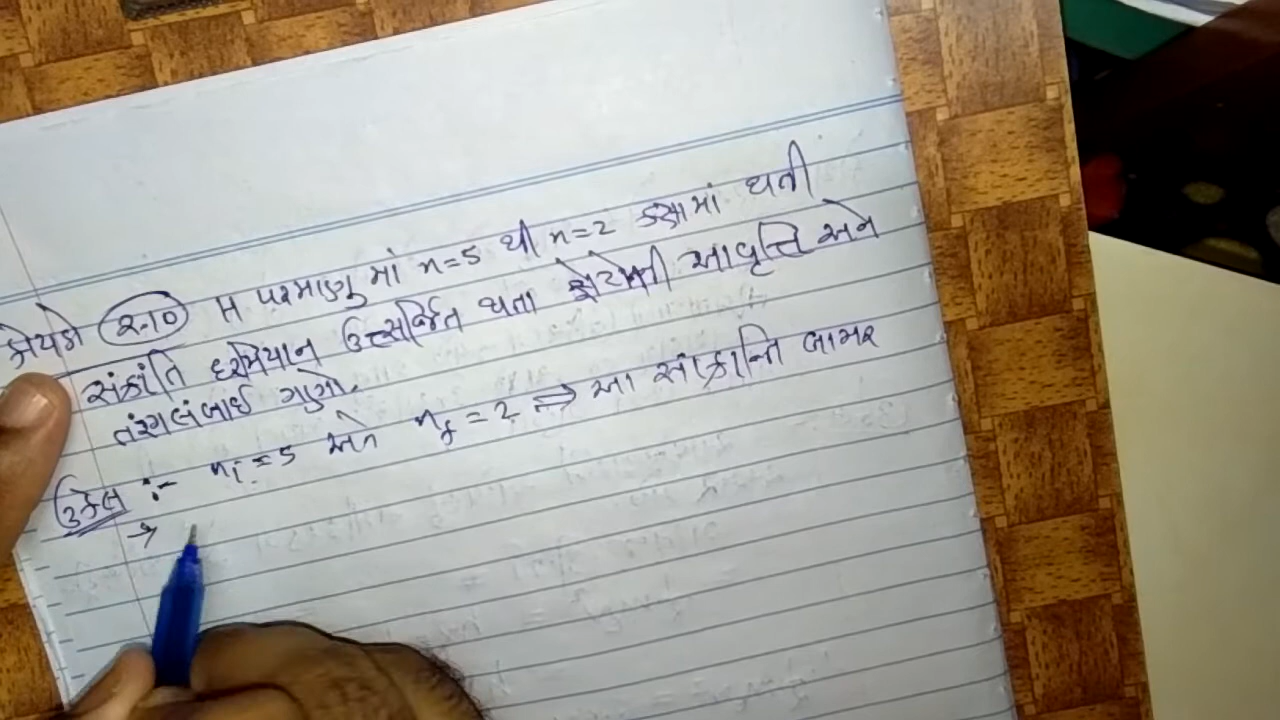 કોયડો 2.10 H પરમાણુ માં n=5 થી n=2 કક્ષામાં થતી
સંક્રાંતિ દરમિયાન ઉત્સર્જિત થતા ફોટોનની આવૃત્તિ અને
તરંગલંબાઈ ગણો.
ઉકેલ :- ni = 5 અને nf = 2 ⇒ આ સંક્રાન્તિ બામર
→